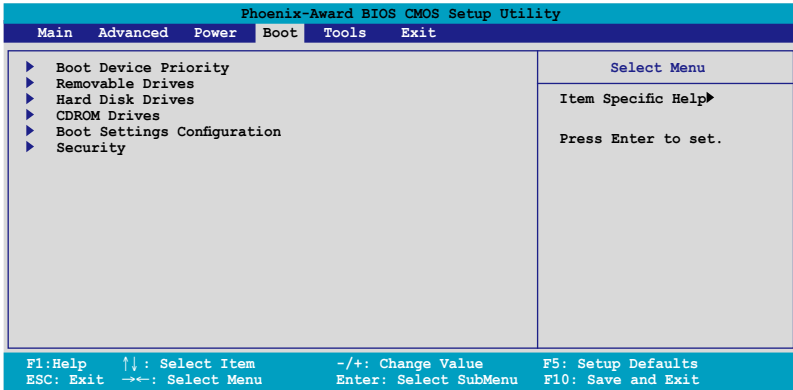 Phoenix-Award BIOS CMOS Setup Utility
Main Advanced Power Boot Tools Exit
Boot Device Priority
Removable Drives
Hard Disk Drives
CDROM Drives
Boot Settings Configuration
Security
Select Menu
Item Specific Help
Press Enter to set.
F1:Help ↑↓: Select Item -/+: Change Value F5: Setup Defaults
ESC: Exit →←: Select Menu Enter: Select SubMenu F10: Save and Exit